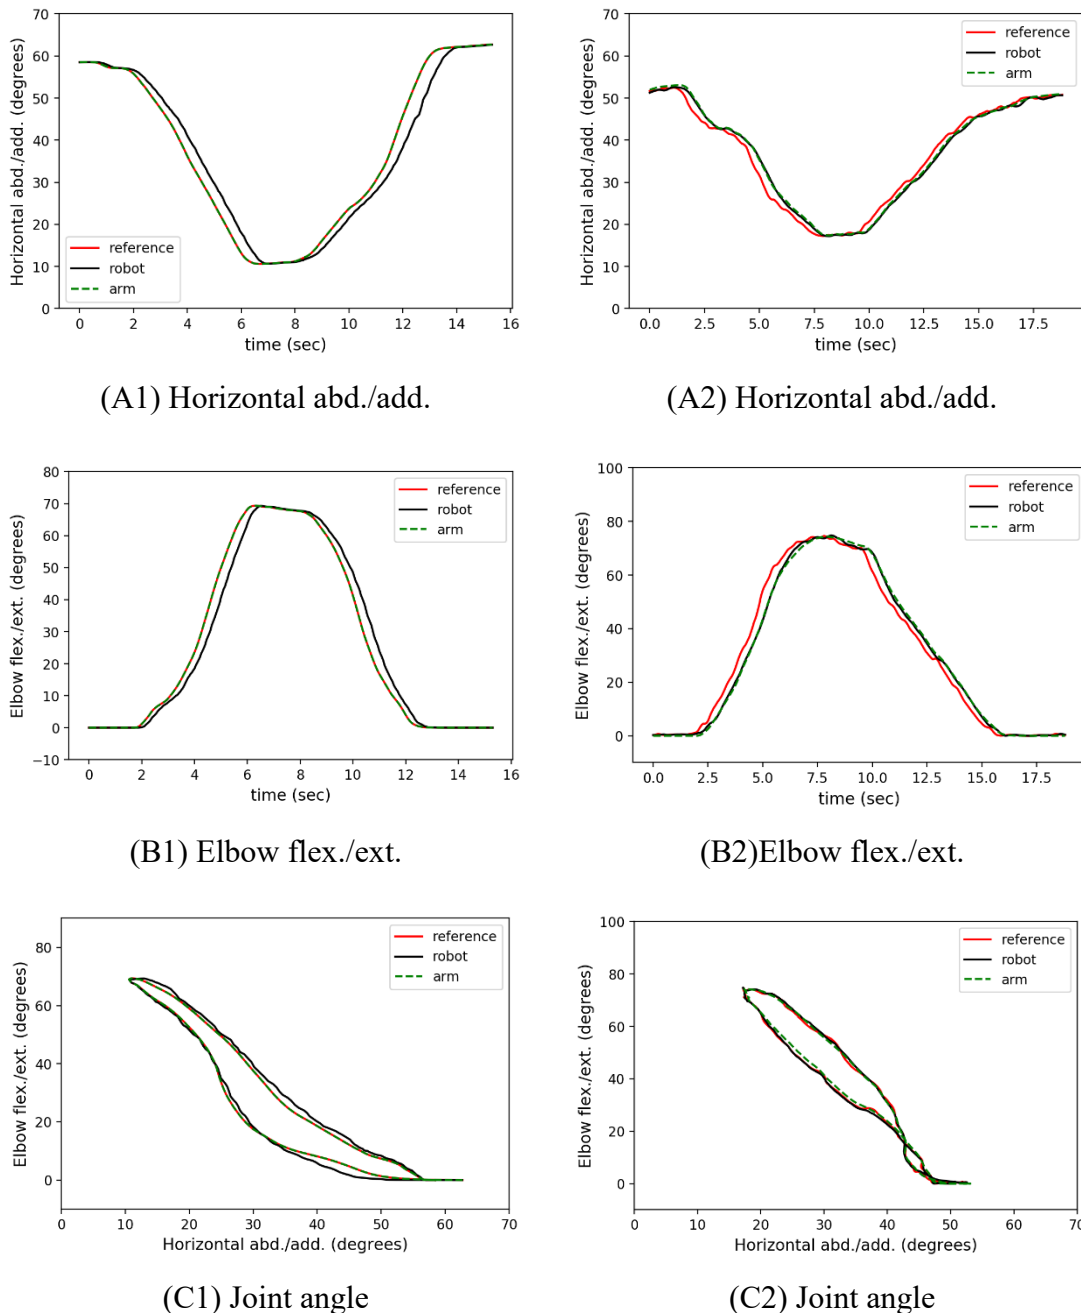 70
60
50
40
30
20
10
0
Horizontal abd./add. (degrees)
reference
robot
arm
0 2 4 6 8 10 12 14 16
time (sec)
(A1) Horizontal abd./add.
70
60
50
40
30
20
10
0
Horizontal abd./add. (degrees)
reference
robot
arm
0.0 2.5 5.0 7.5 10.0 12.5 15.0 17.5
time (sec)
(A2) Horizontal abd./add.
80
70
60
50
40
30
20
10
0
−10
Elbow flex./ext. (degrees)
reference
robot
arm
0 2 4 6 8 10 12 14 16
time (sec)
(B1) Elbow flex./ext.
100
80
60
40
20
0
Elbow flex./ext. (degrees)
reference
robot
arm
0.0 2.5 5.0 7.5 10.0 12.5 15.0 17.5
time (sec)
(B2)Elbow flex./ext.
80
60
40
20
0
Elbow flex./ext. (degrees)
reference
robot
arm
0 10 20 30 40 50 60 70
Horizontal abd./add. (degrees)
(C1) Joint angle
100
80
60
40
20
0
Elbow flex./ext. (degrees)
reference
robot
arm
0 20 30 40 50 60 70
Horizontal abd./add. (degrees)
(C2) Joint angle